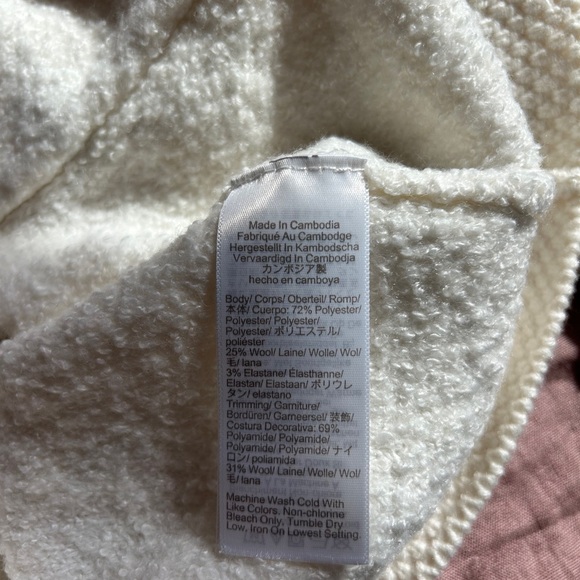 Made In Cambodia
Fabriqué Au Cambodge
Hergestellt In Kambodscha
Vervaardigd In Cambodja
カンボジア製
hecho en camboya
Body/ Corps/ Oberteil/ Romp/
本体/ Cuerpo: 72% Polyester/
Polyester/ Polyester/
Polyester/ ポリエステル/
poliéster
25% Wool/ Laine/ Wolle/ Wol/
毛/ lana
3% Elastane/ Élasthanne/
Elastan/ Elastaan/ ポリウレ
タン/ elastano
Trimming/ Garniture/
Bordüren/ Garneersel/ 装飾/
Costura Decorativa: 69%
Polyamide/ Polyamide/
Polyamide/ Polyamide/ ナイ
ロン/ poliamida
31% Wool/ Laine/ Wolle/ Wol/
毛/ lana
Machine Wash Cold With
Like Colors. Non-chlorine
Bleach Only. Tumble Dry
Low. Iron On Lowest Setting.